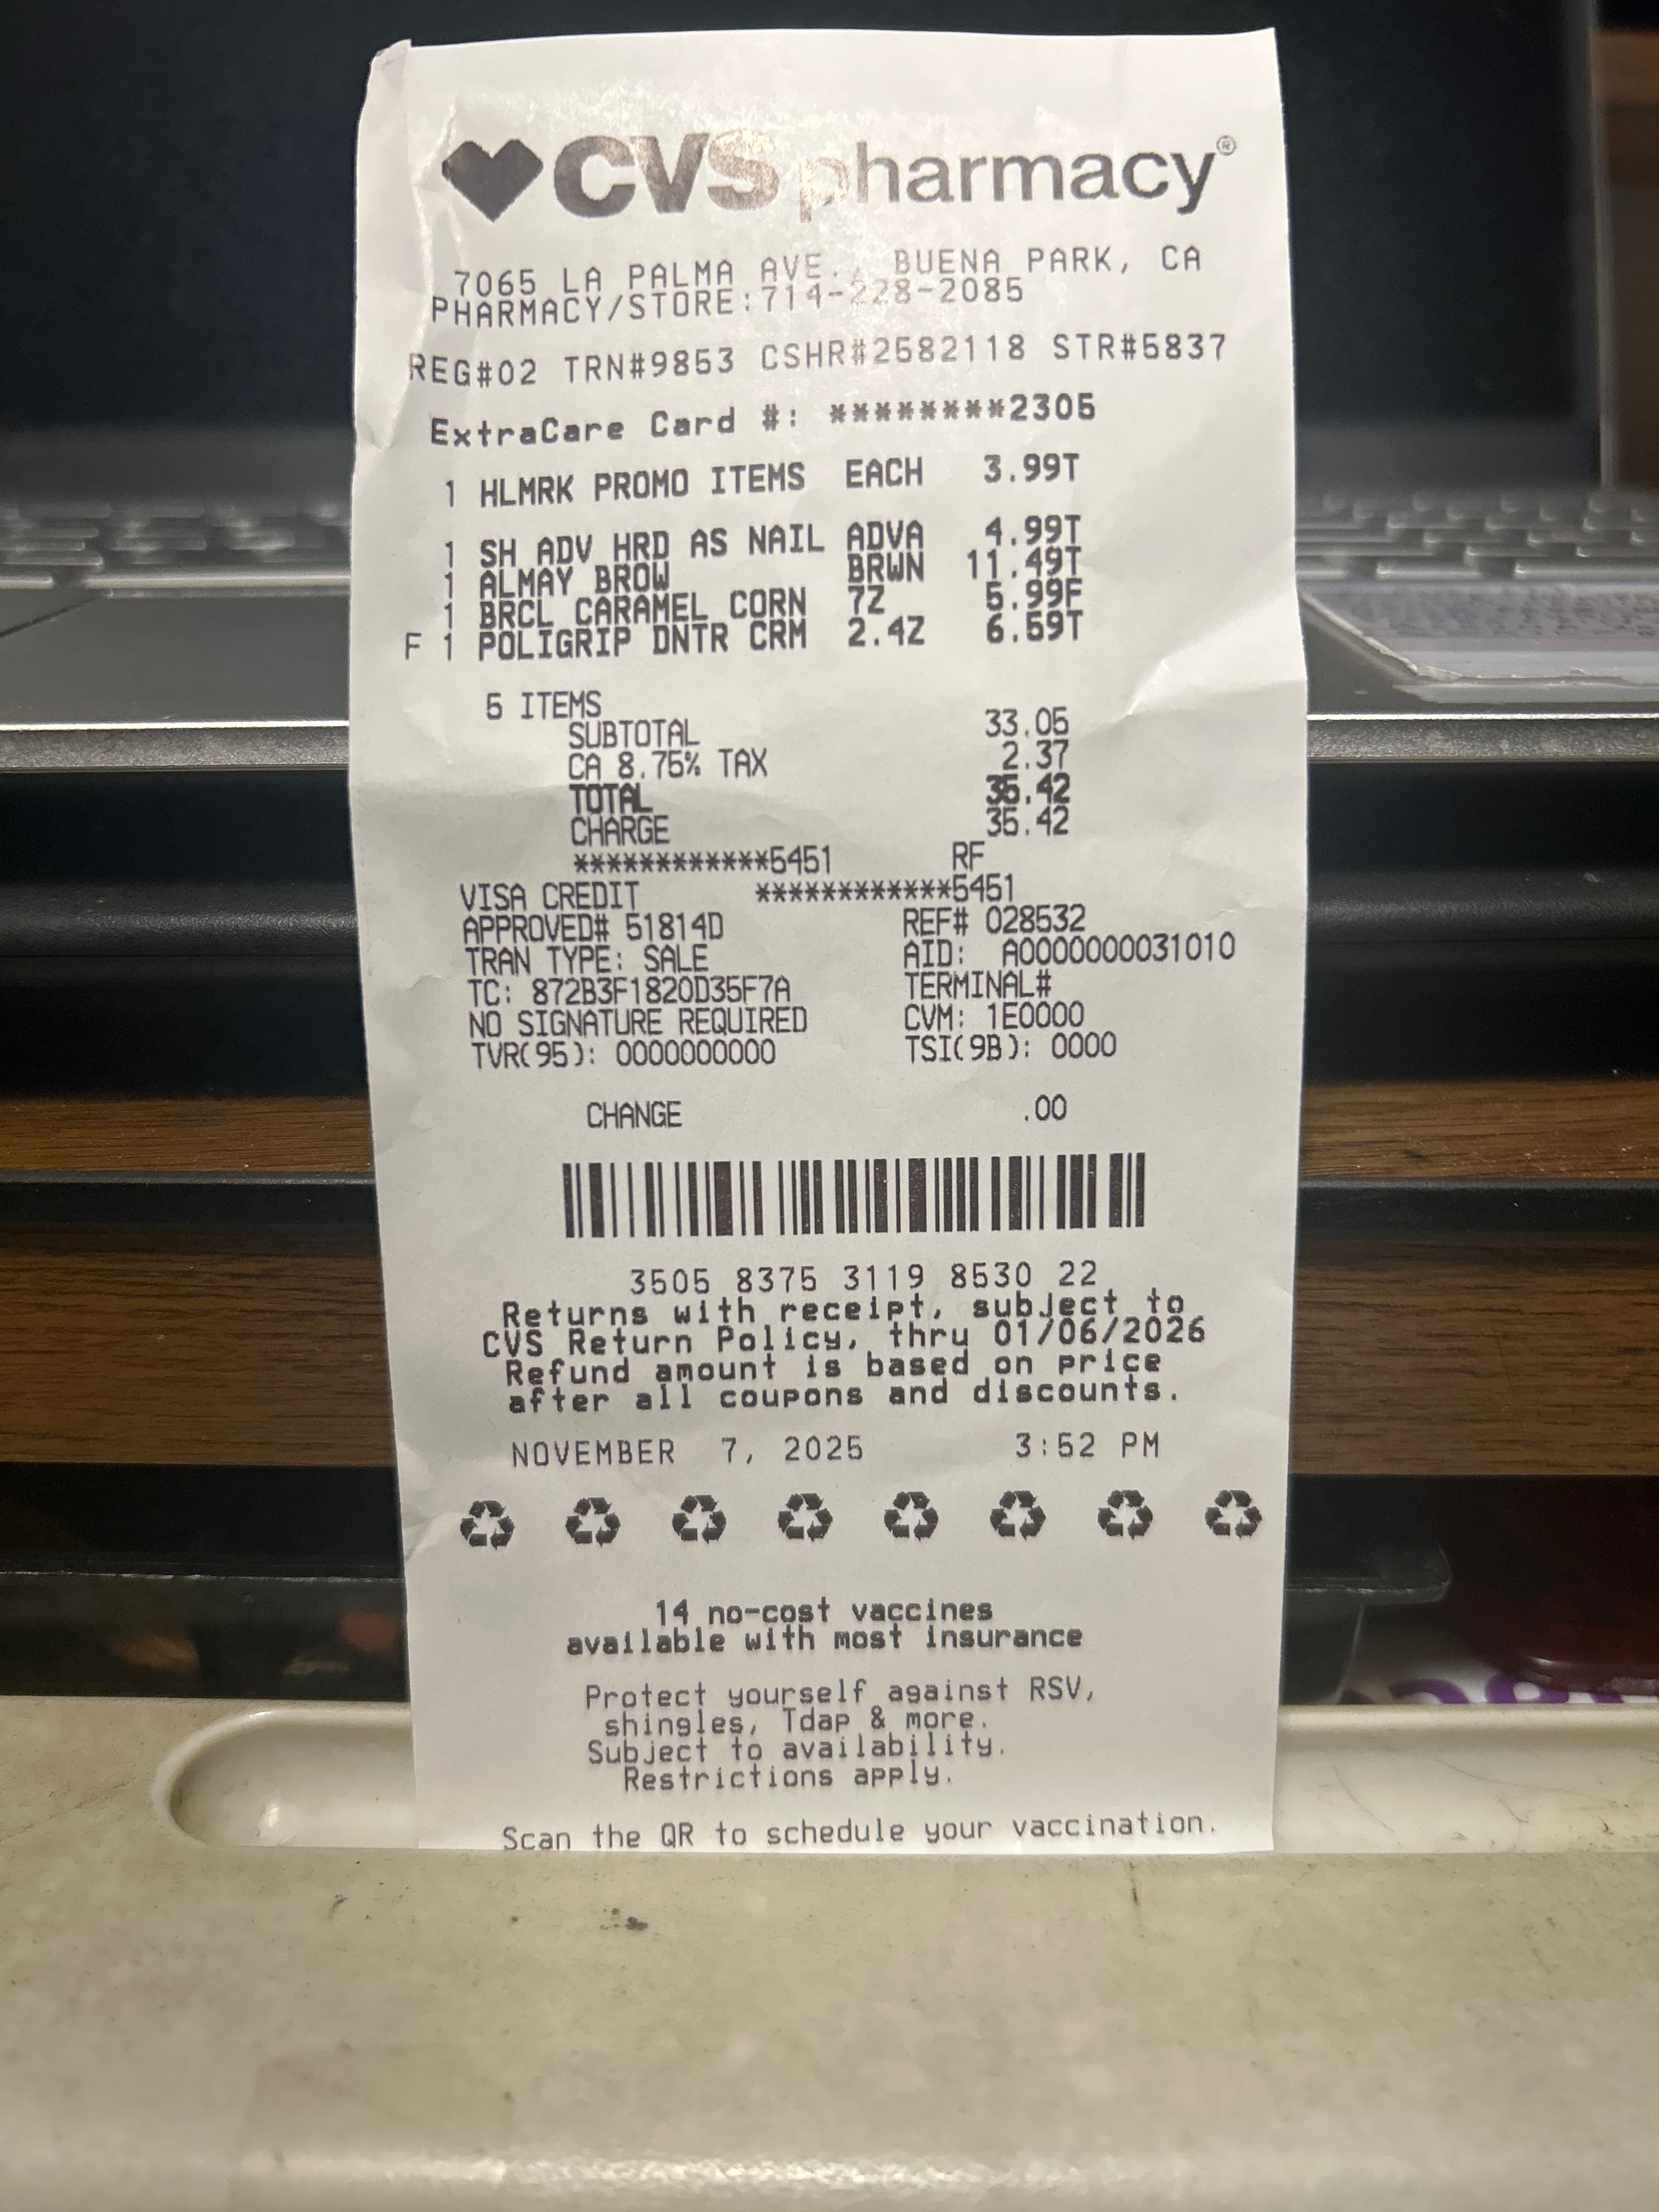 CVS pharmacy®
7065 LA PALMA AVE., BUENA PARK, CA
PHARMACY/STORE:714-228-2085
REG#02 TRN#9853 CSHR#2582118 STR#5837
ExtraCare Card #: ********2305
1 HLMRK PROMO ITEMS EACH 3.99T
1 SH ADV HRD AS NAIL ADVA 4.99T
1 ALMAY BROW BRWN 11.49T
1 BRCL CARAMEL CORN 7Z 5.99F
F 1 POLIGRIP DNTR CRM 2.4Z 6.59T
5 ITEMS
SUBTOTAL 33.05
CA 8.75% TAX 2.37
TOTAL 35.42
CHARGE 35.42
************5451 RF
VISA CREDIT ************5451
APPROVED# 51814D REF# 028532
TRAN TYPE: SALE AID: A0000000031010
TC: 872B3F1820D35F7A TERMINAL#
NO SIGNATURE REQUIRED CVM: 1E0000
TVR(95): 0000000000 TSI(9B): 0000
CHANGE .00
3505 8375 3119 8530 22
Returns with receipt, subject to
CVS Return Policy, thru 01/06/2026
Refund amount is based on price
after all coupons and discounts.
NOVEMBER 7, 2025 3:52 PM
14 no-cost vaccines
available with most insurance
Protect yourself against RSV,
shingles, Tdap & more.
Subject to availability.
Restrictions apply.
Scan the QR to schedule your vaccination.